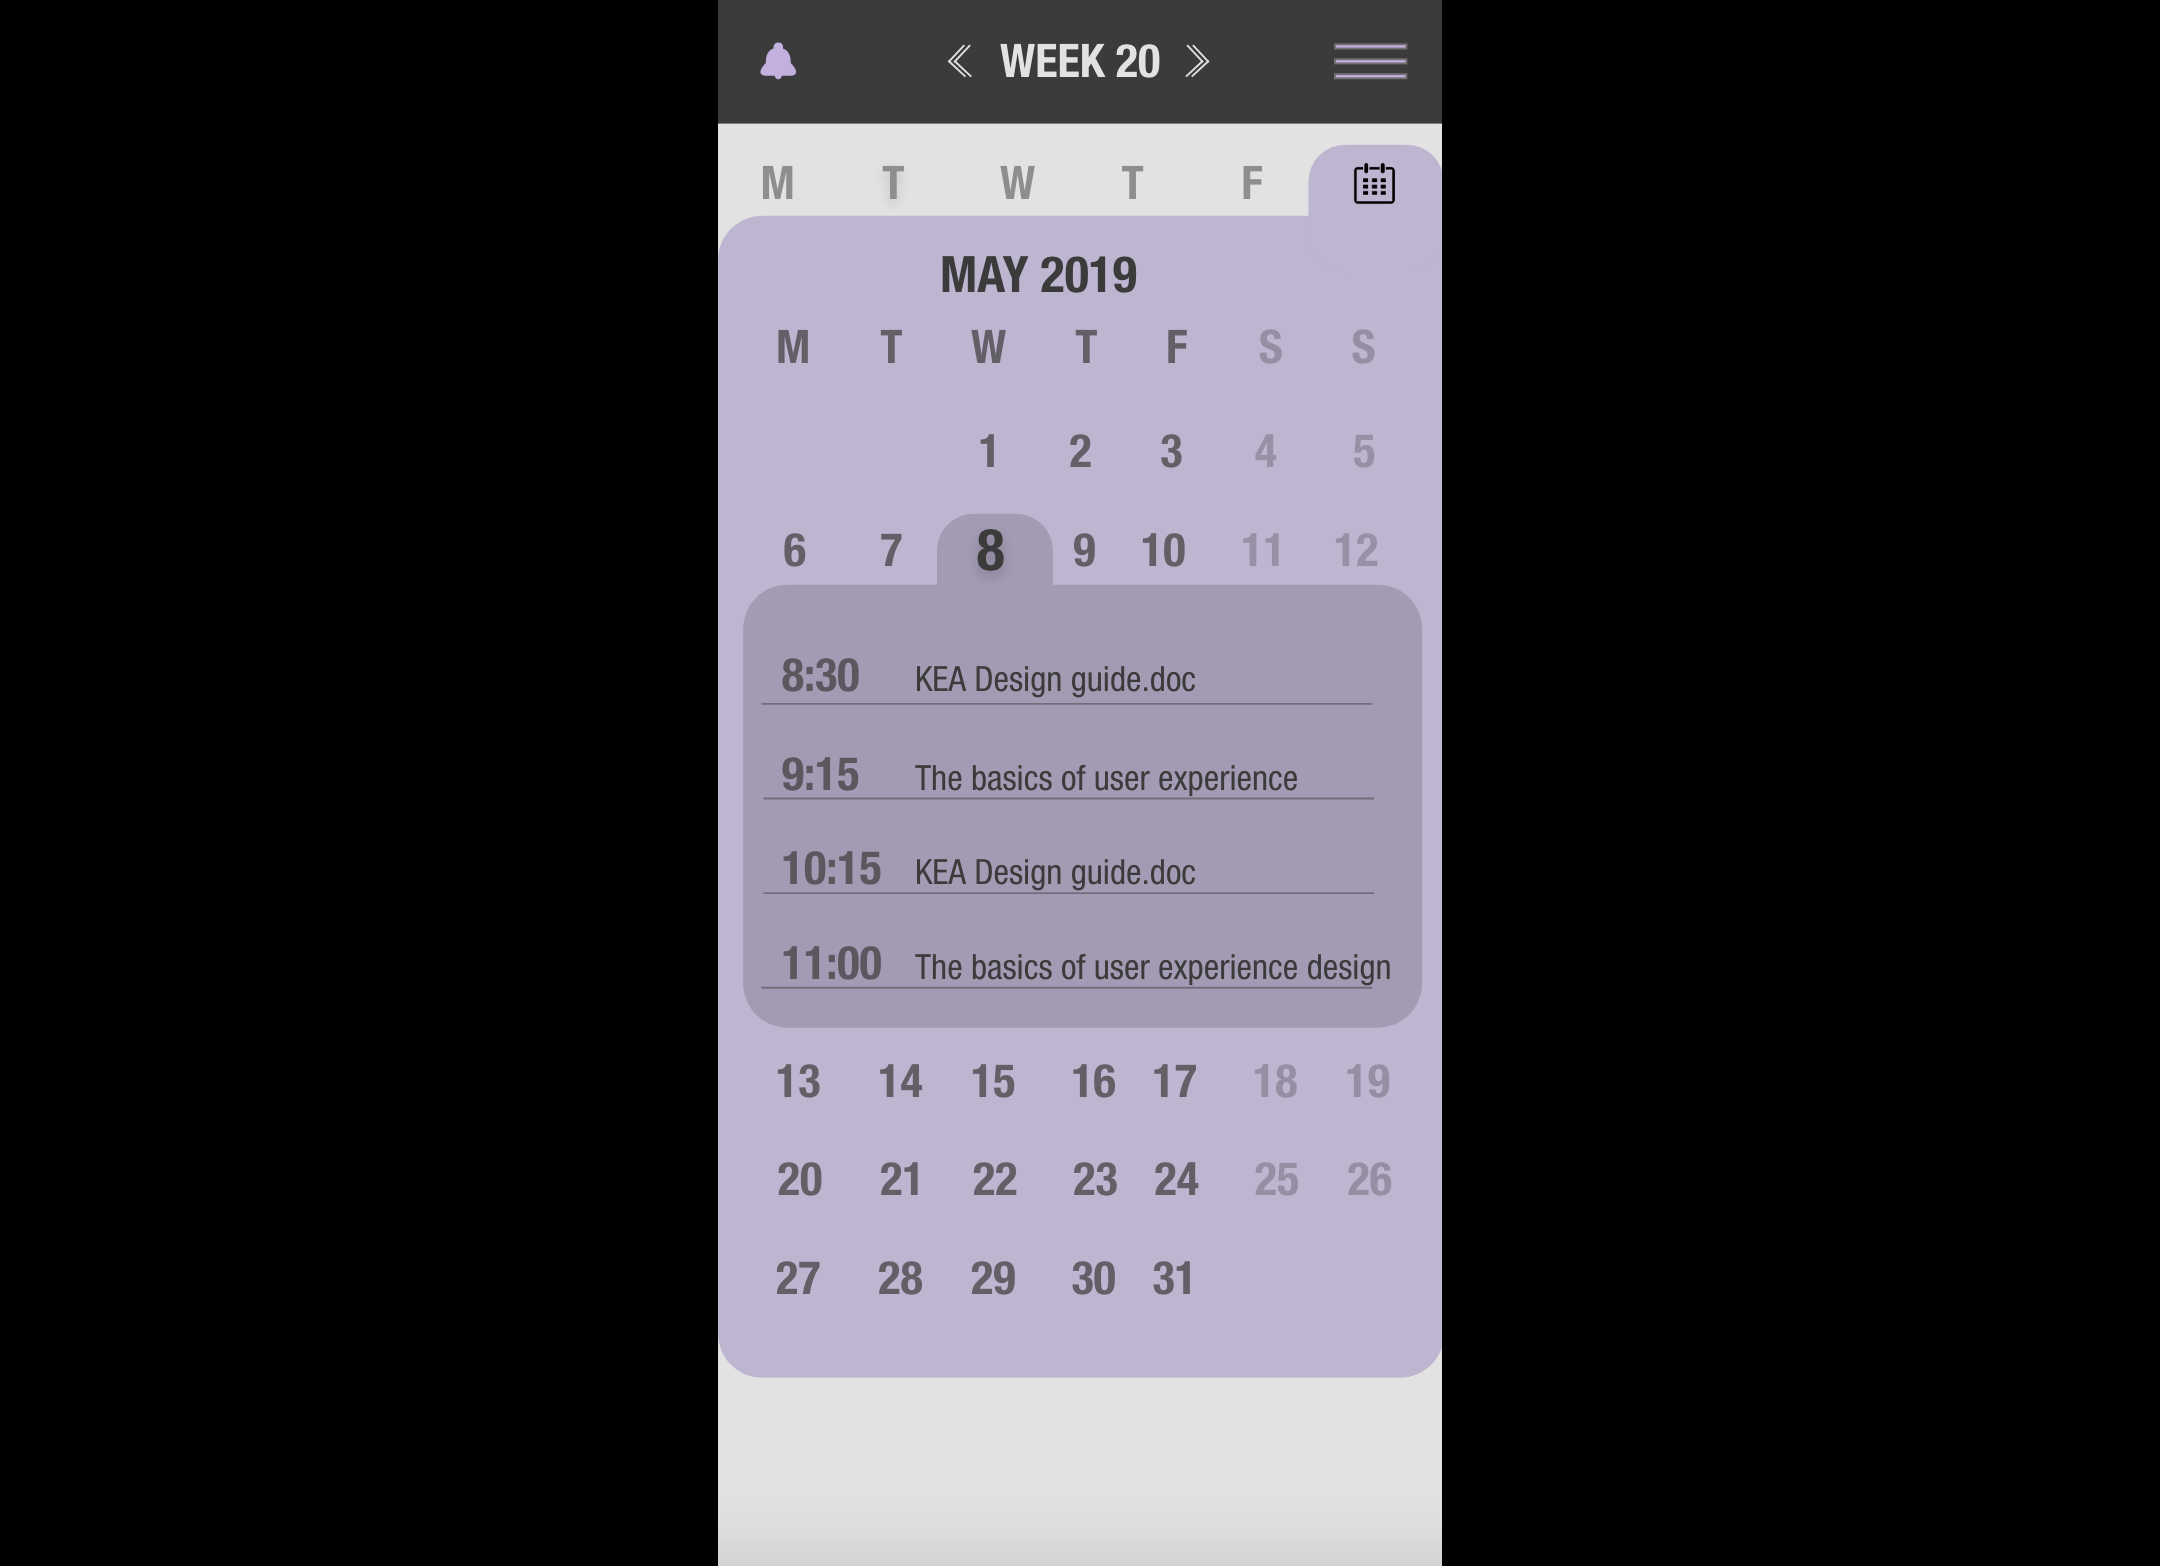 WEEK 20
M T W T F
MAY 2019
M T W T F S S
1 2 3 4 5
6 7 8 9 10 11 12
8:30 KEA Design guide.doc
9:15 The basics of user experience
10:15 KEA Design guide.doc
11:00 The basics of user experience design
13 14 15 16 17 18 19
20 21 22 23 24 25 26
27 28 29 30 31